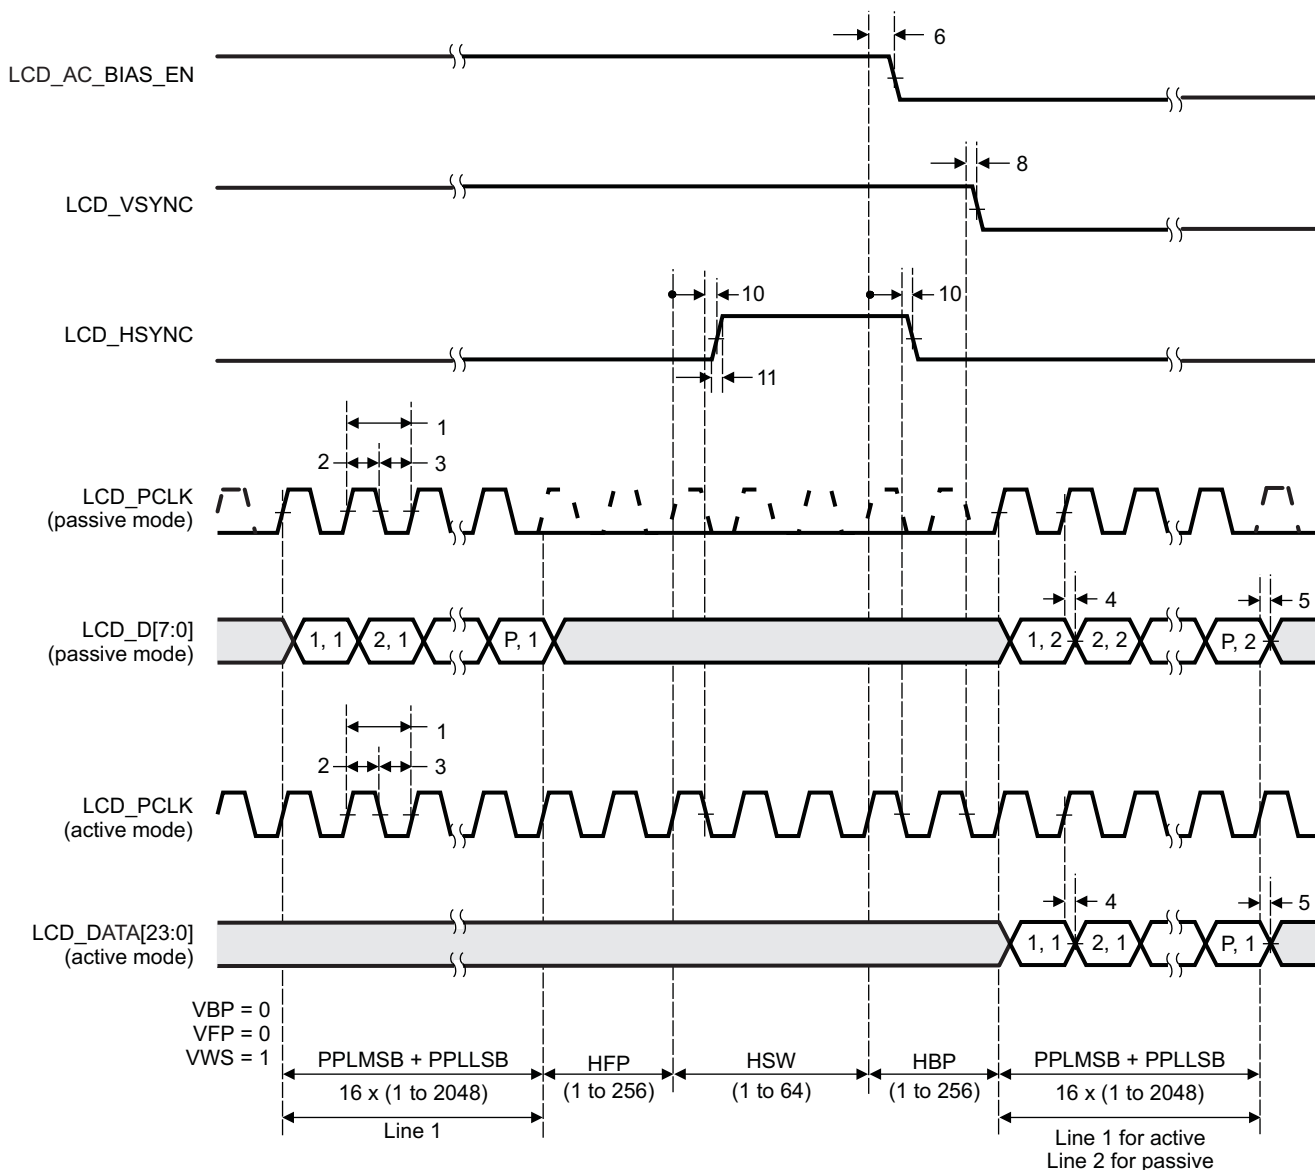 6
LCD_AC_BIAS_EN
8
LCD_VSYNC
10
10
LCD_HSYNC
11
1
2
3
LCD_PCLK
(passive mode)
4
5
LCD_D[7:0]
(passive mode)
1, 1
2, 1
P, 1
1, 2
2, 2
P, 2
1
2
3
LCD_PCLK
(active mode)
4
5
LCD_DATA[23:0]
(active mode)
1, 1
2, 1
P, 1
VBP = 0
VFP = 0
VWS = 1
PPLMSB + PPLLSB
16 x (1 to 2048)
Line 1
HFP
(1 to 256)
HSW
(1 to 64)
HBP
(1 to 256)
PPLMSB + PPLLSB
16 x (1 to 2048)
Line 1 for active
Line 2 for passive